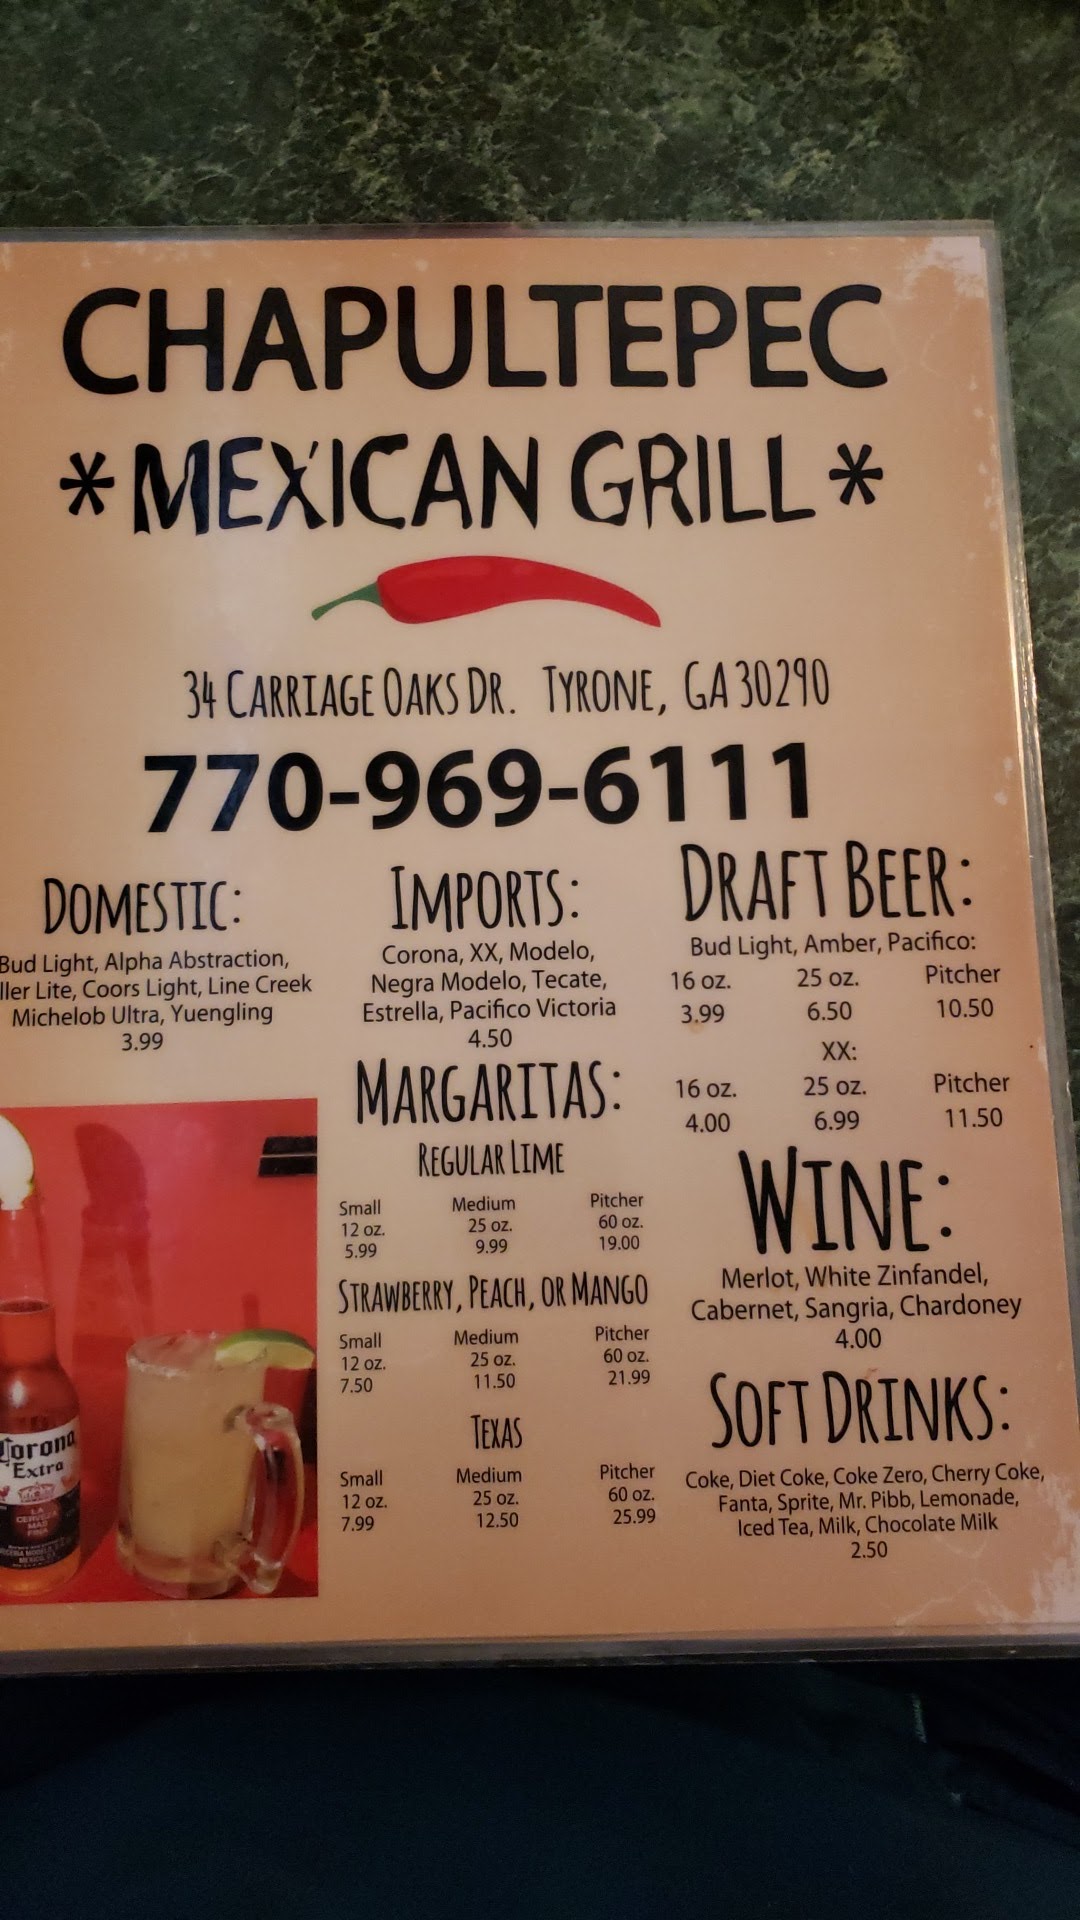 CHAPULTEPEC
*MEXICAN GRILL*
34 CARRIAGE OAKS DR. TYRONE, GA 30290
770-969-6111
DOMESTIC:
Bud Light, Alpha Abstraction,
ller Lite, Coors Light, Line Creek
Michelob Ultra, Yuengling
3.99
IMPORTS:
Corona, XX, Modelo,
Negra Modelo, Tecate,
Estrella, Pacifico Victoria
4.50
MARGARITAS:
REGULAR LIME
Small Medium Pitcher
12 oz. 25 oz. 60 oz.
5.99 9.99 19.00
STRAWBERRY, PEACH, OR MANGO
Small Medium Pitcher
12 oz. 25 oz. 60 oz.
7.50 11.50 21.99
TEXAS
Small Medium Pitcher
12 oz. 25 oz. 60 oz.
7.99 12.50 25.99
DRAFT BEER:
Bud Light, Amber, Pacifico:
16 oz. 25 oz. Pitcher
3.99 6.50 10.50
XX:
16 oz. 25 oz. Pitcher
4.00 6.99 11.50
WINE:
Merlot, White Zinfandel,
Cabernet, Sangria, Chardoney
4.00
SOFT DRINKS:
Coke, Diet Coke, Coke Zero, Cherry Coke,
Fanta, Sprite, Mr. Pibb, Lemonade,
Iced Tea, Milk, Chocolate Milk
2.50
Corona
Extra
LA
CERVEZA
MAS
FINA